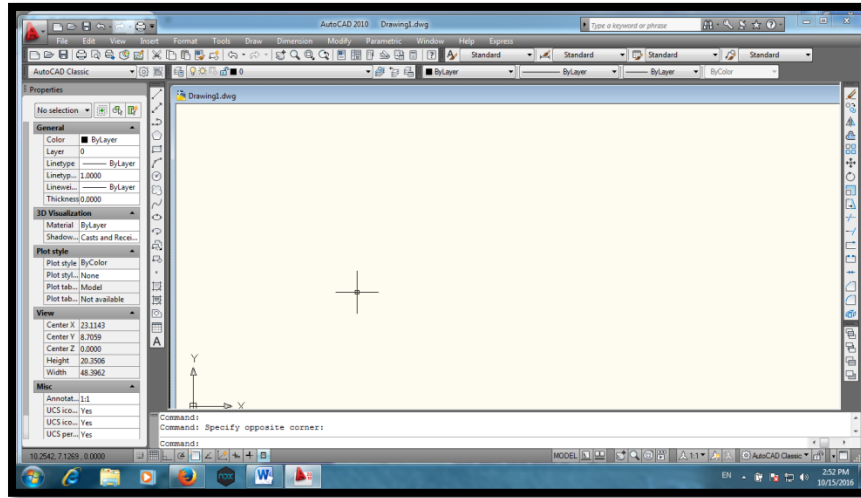 AutoCAD 2010 Drawing1.dwg
Type a keyword or phrase
File Edit View Insert Format Tools Draw Dimension Modify Parametric Window Help Express
Standard Standard Standard Standard
AutoCAD Classic 0 ByLayer ByLayer ByLayer ByColor
Properties
Drawing1.dwg
No selection
General
Color ByLayer
Layer 0
Linetype ByLayer
Linetyp... 1.0000
Linewei... ByLayer
Thickness 0.0000
3D Visualization
Material ByLayer
Shadow... Casts and Recei...
Plot style
Plot style ByColor
Plot styl... None
Plot tab... Model
Plot tab... Not available
View
Center X 23.1143
Center Y 8.7059
Center Z 0.0000
Height 20.3506
Width 48.3962
Misc
Annotat... 1:1
UCS ico... Yes
UCS ico... Yes
UCS per... Yes
A
Y
X
Command:
Command: Specify opposite corner:
Command:
10.2542, 7.1269, 0.0000
MODEL
1:1
AutoCAD Classic
nox
W
EN
2:52 PM
10/15/2016